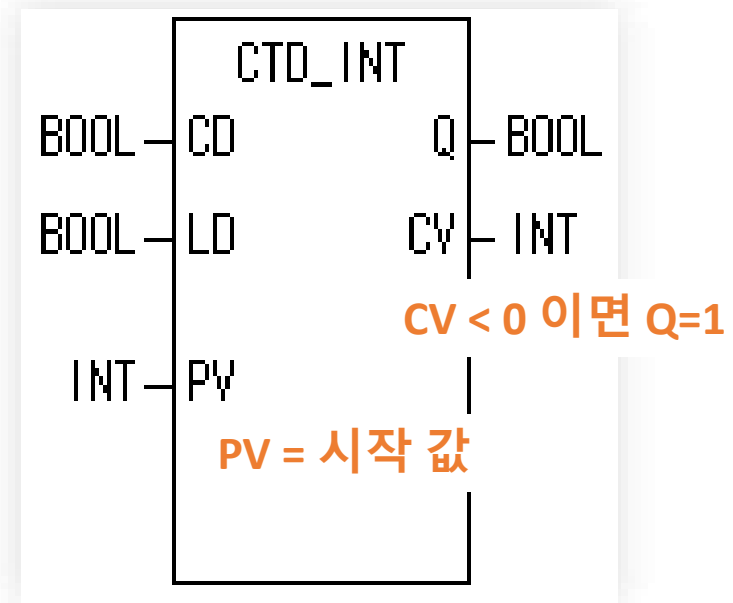 CTD_INT
BOOL CD Q BOOL
BOOL LD CV INT
CV < 0 이면 Q=1
INT PV
PV = 시작 값